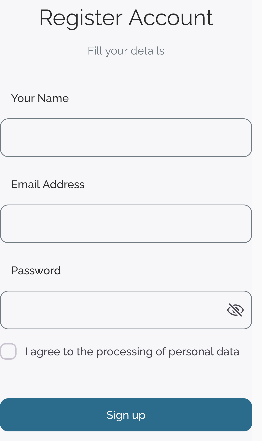 Register Account
Fill your details
Your Name
Email Address
Password
I agree to the processing of personal data
Sign up